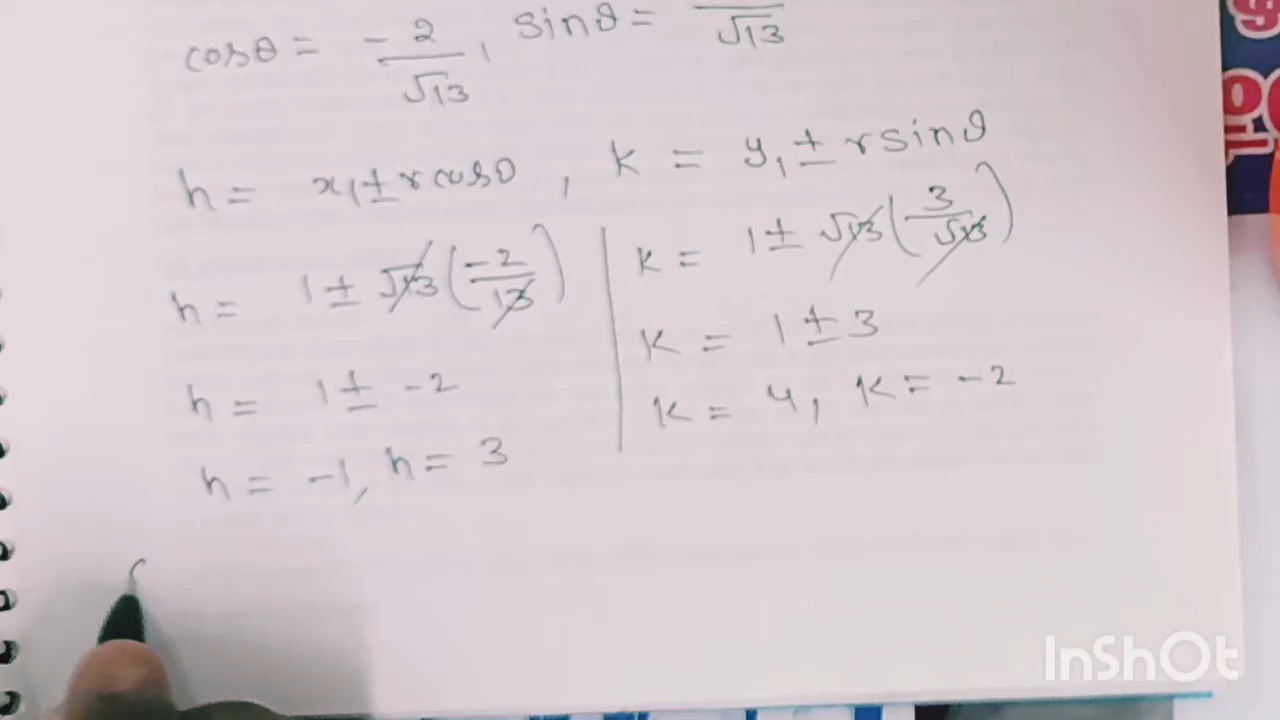 cosθ = -2/√13, sinθ = /√13
h = x₁ ± r cosθ, k = y₁ ± r sinθ
h = 1 ± √13 (-2/13) | k = 1 ± √13 (3/√13)
h = 1 ± -2 | k = 1 ± 3
h = -1, h = 3 | k = 4, k = -2
InShOt